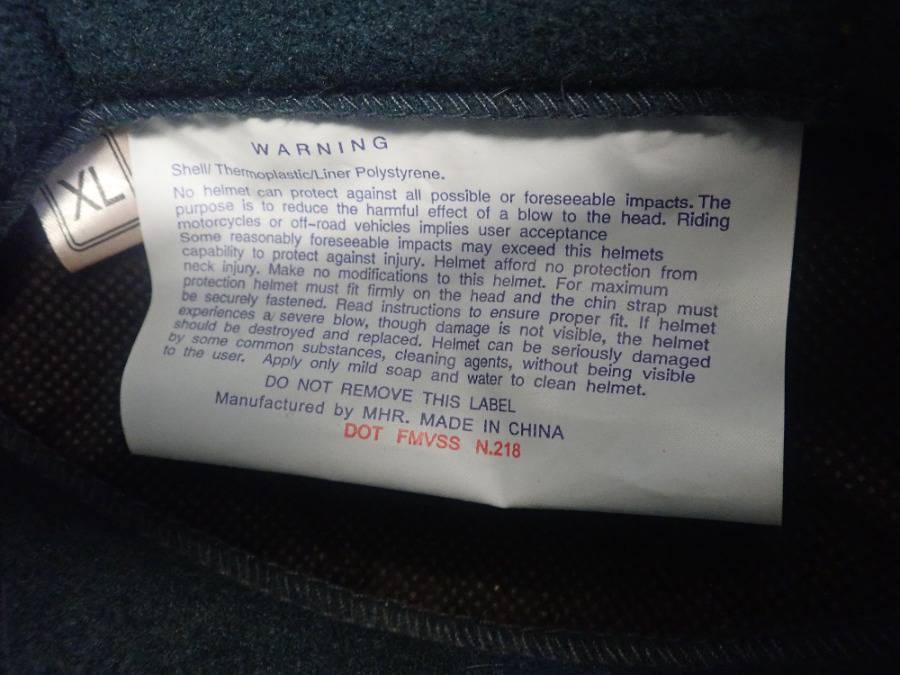 XL
WARNING
Shell/ Thermoplastic/Liner Polystyrene.
No helmet can protect against all possible or foreseeable impacts. The
purpose is to reduce the harmful effect of a blow to the head. Riding
motorcycles or off-road vehicles implies user acceptance
Some reasonably foreseeable impacts may exceed this helmets
capability to protect against injury. Helmet afford no protection from
neck injury. Make no modifications to this helmet. For maximum
protection helmet must fit firmly on the head and the chin strap must
be securely fastened. Read instructions to ensure proper fit. If helmet
experiences a severe blow, though damage is not visible, the helmet
should be destroyed and replaced. Helmet can be seriously damaged
by some common substances, cleaning agents, without being visible
to the user. Apply only mild soap and water to clean helmet.
DO NOT REMOVE THIS LABEL
Manufactured by MHR. MADE IN CHINA
DOT FMVSS N.218